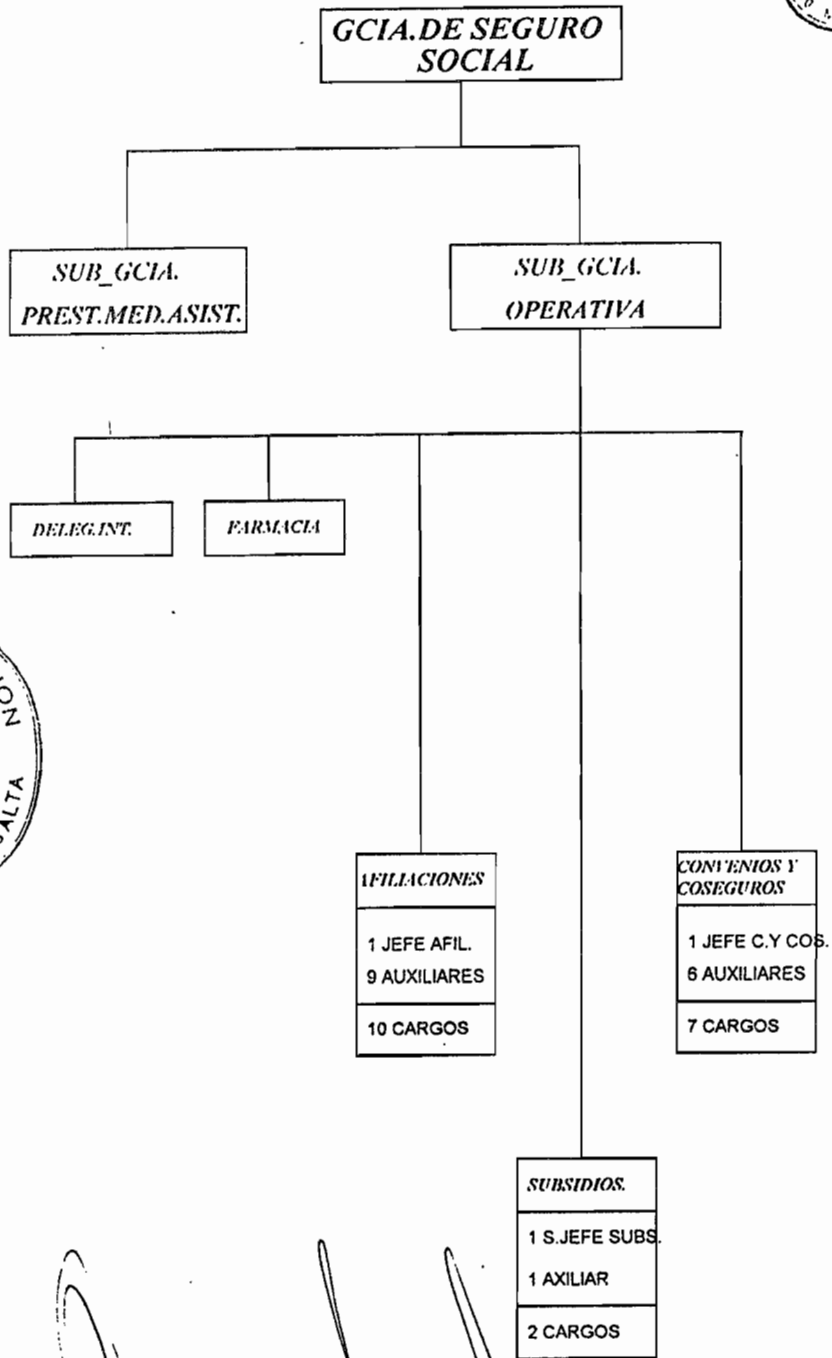 GCIA.DE SEGURO
SOCIAL
SUB_GCIA.
PREST.MED.ASIST.
SUB_GCIA.
OPERATIVA
DELEG.INT.
FARMACIA
AFILIACIONES
1 JEFE AFIL.
9 AUXILIARES
10 CARGOS
CONVENIOS Y
COSEGUROS
1 JEFE C.Y COS.
6 AUXILIARES
7 CARGOS
SUBSIDIOS.
1 S.JEFE SUBS.
1 AXILIAR
2 CARGOS
SALTA